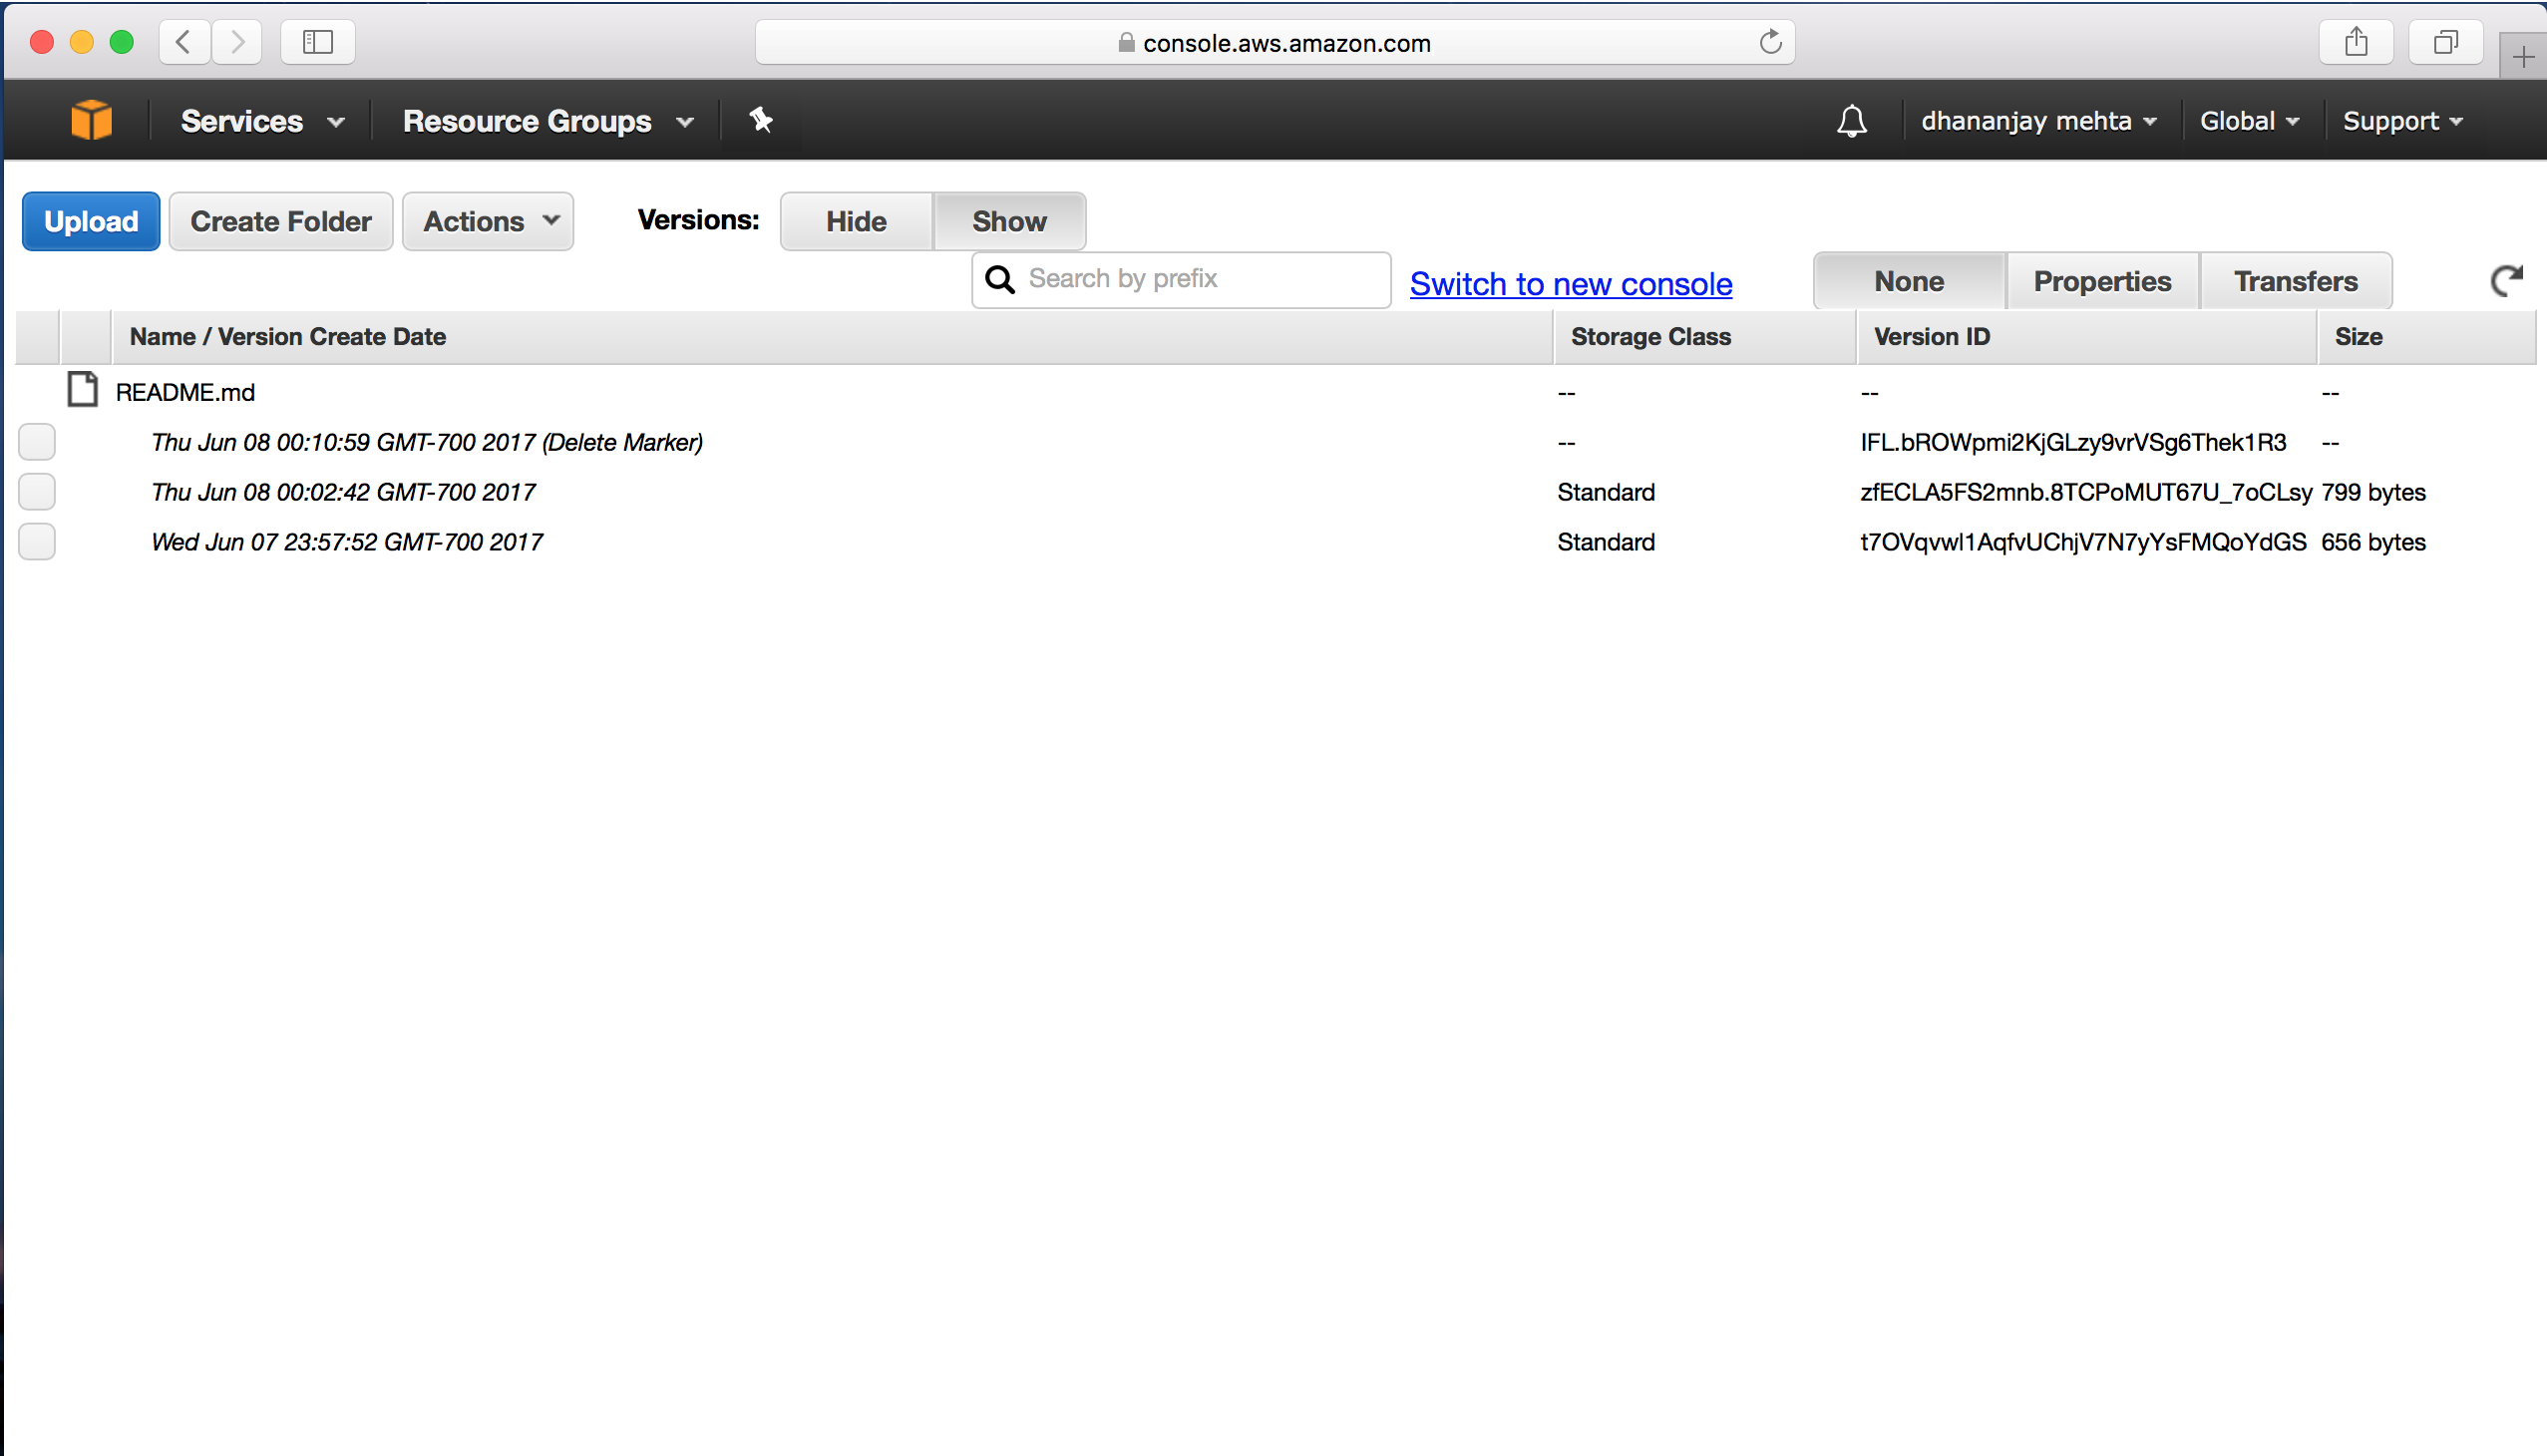 console.aws.amazon.com
Services Resource Groups dhananjay mehta Global Support
Upload Create Folder Actions Versions: Hide Show
Search by prefix Switch to new console None Properties Transfers
Name / Version Create Date Storage Class Version ID Size
README.md -- -- --
Thu Jun 08 00:10:59 GMT-700 2017 (Delete Marker) -- IFL.bROWpmi2KjGLzy9vrVSg6Thek1R3 --
Thu Jun 08 00:02:42 GMT-700 2017 Standard zfECLA5FS2mnb.8TCPoMUT67U_7oCLsy 799 bytes
Wed Jun 07 23:57:52 GMT-700 2017 Standard t7OVqvwl1AqfvUChjV7N7yYsFMQoYdGS 656 bytes